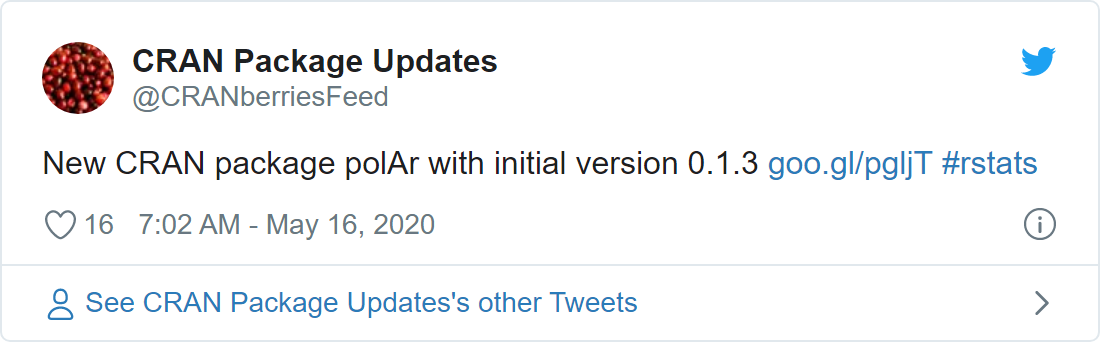 CRAN Package Updates
@CRANberriesFeed
New CRAN package polAr with initial version 0.1.3 goo.gl/pgljT #rstats
16 7:02 AM - May 16, 2020
See CRAN Package Updates's other Tweets